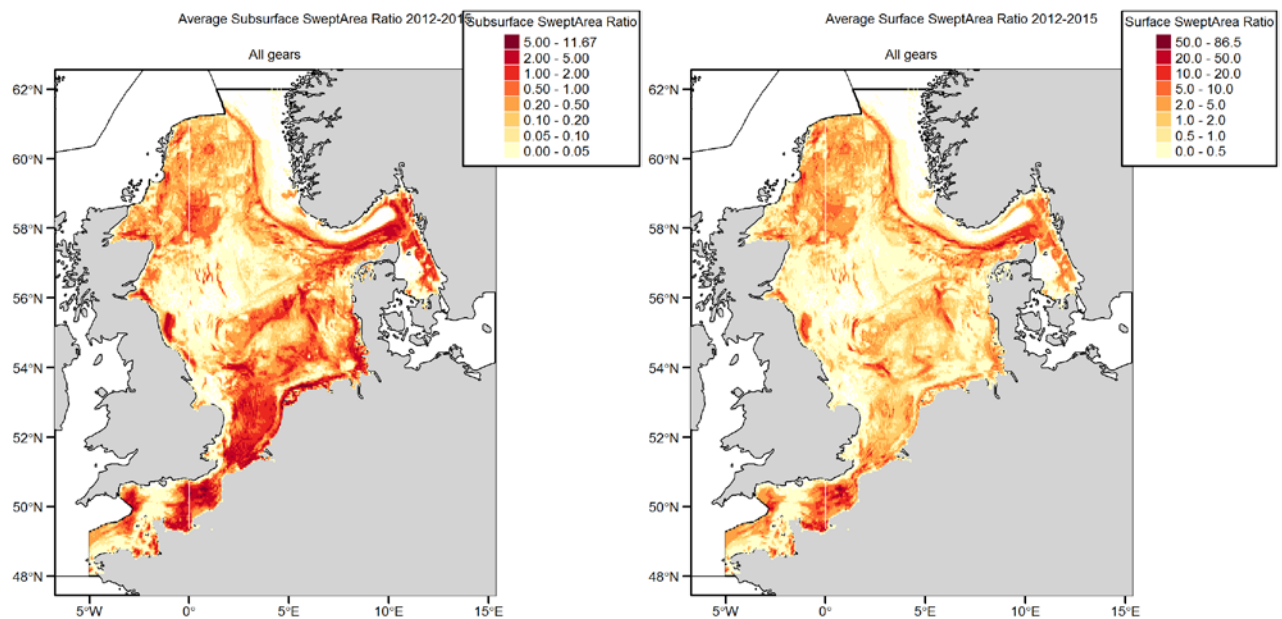 Average Subsurface SweptArea Ratio 2012-2015
All gears
Subsurface SweptArea Ratio
5.00 - 11.67
2.00 - 5.00
1.00 - 2.00
0.50 - 1.00
0.20 - 0.50
0.10 - 0.20
0.05 - 0.10
0.00 - 0.05
62°N
60°N
58°N
56°N
54°N
52°N
50°N
48°N
5°W
0°
5°E
10°E
15°E
Average Surface SweptArea Ratio 2012-2015
All gears
Surface SweptArea Ratio
50.0 - 86.5
20.0 - 50.0
10.0 - 20.0
5.0 - 10.0
2.0 - 5.0
1.0 - 2.0
0.5 - 1.0
0.0 - 0.5
62°N
60°N
58°N
56°N
54°N
52°N
50°N
48°N
5°W
0°
5°E
10°E
15°E